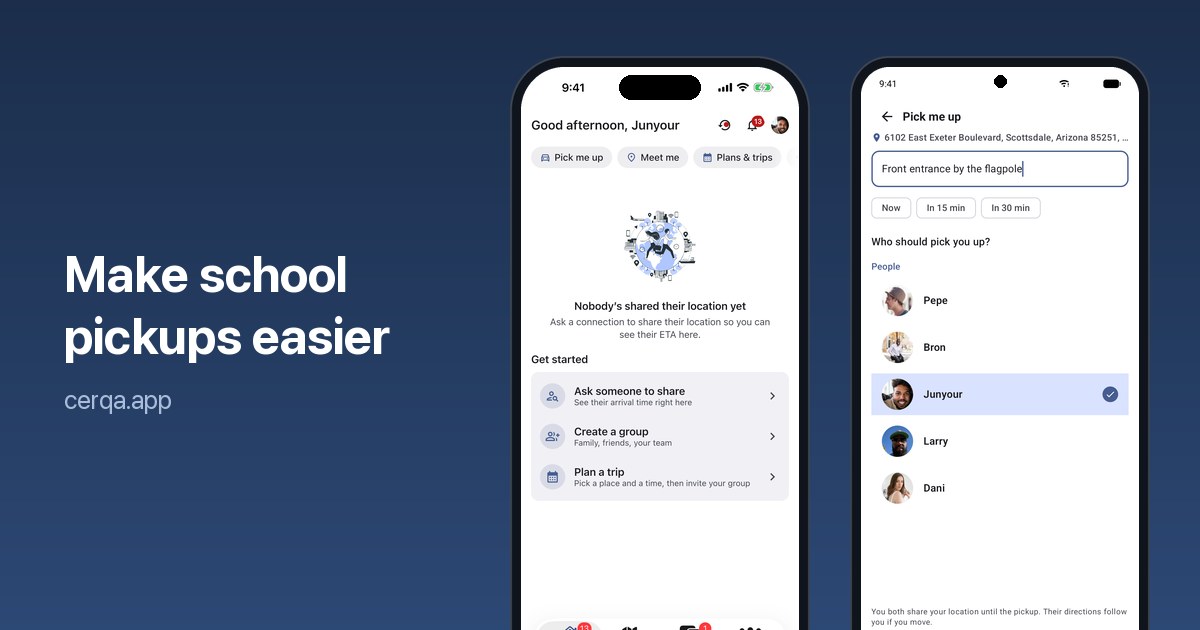 Make school
pickups easier
cerqa.app
9:41
Good afternoon, Junyour
13
Pick me up
Meet me
Plans & trips
Nobody's shared their location yet
Ask a connection to share their location so you can
see their ETA here.
Get started
Ask someone to share
See their arrival time right here
Create a group
Family, friends, your team
Plan a trip
Pick a place and a time, then invite your group
13
1
9:41
Pick me up
6102 East Exeter Boulevard, Scottsdale, Arizona 85251, ...
Front entrance by the flagpole
Now
In 15 min
In 30 min
Who should pick you up?
People
Pepe
Bron
Junyour
Larry
Dani
You both share your location until the pickup. Their directions follow
you if you move.